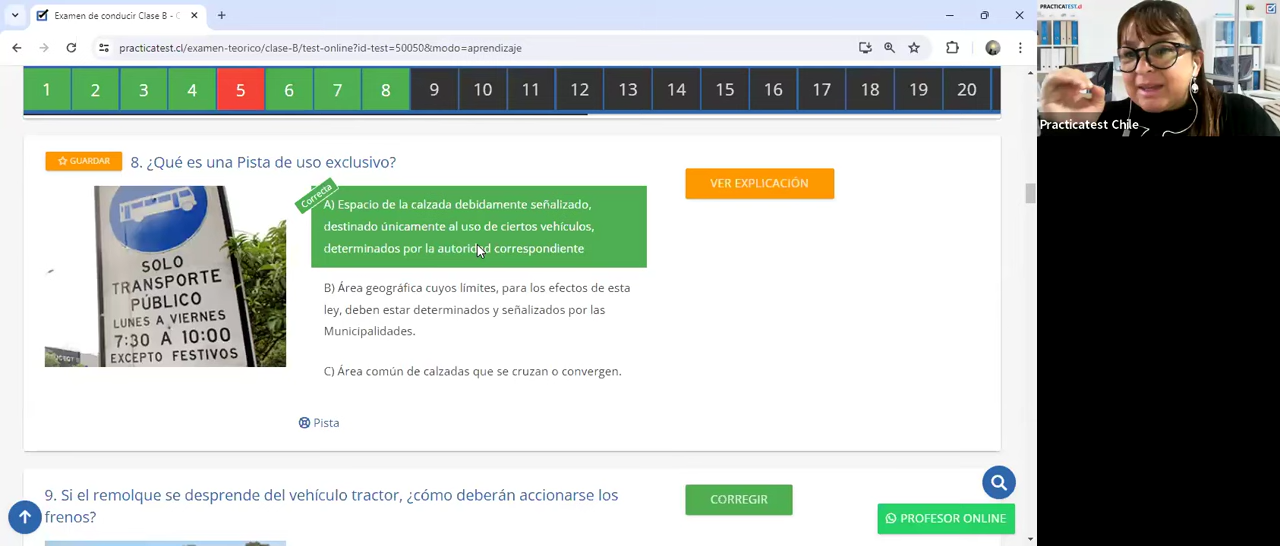 Examen de conducir Clase B - C
practicatest.cl/examen-teorico/clase-B/test-online?id-test=50050&modo=aprendizaje
PRACTICATEST.cl
Practicatest Chile
1 2 3 4 5 6 7 8 9 10 11 12 13 14 15 16 17 18 19 20
GUARDAR
8. ¿Qué es una Pista de uso exclusivo?
VER EXPLICACIÓN
SOLO
TRANSPORTE
PÚBLICO
LUNES A VIERNES
7:30 A 10:00
EXCEPTO FESTIVOS
Correcta
A) Espacio de la calzada debidamente señalizado,
destinado únicamente al uso de ciertos vehículos,
determinados por la autoridad correspondiente
B) Área geográfica cuyos límites, para los efectos de esta
ley, deben estar determinados y señalizados por las
Municipalidades.
C) Área común de calzadas que se cruzan o convergen.
Pista
9. Si el remolque se desprende del vehículo tractor, ¿cómo deberán accionarse los
frenos?
CORREGIR
PROFESOR ONLINE